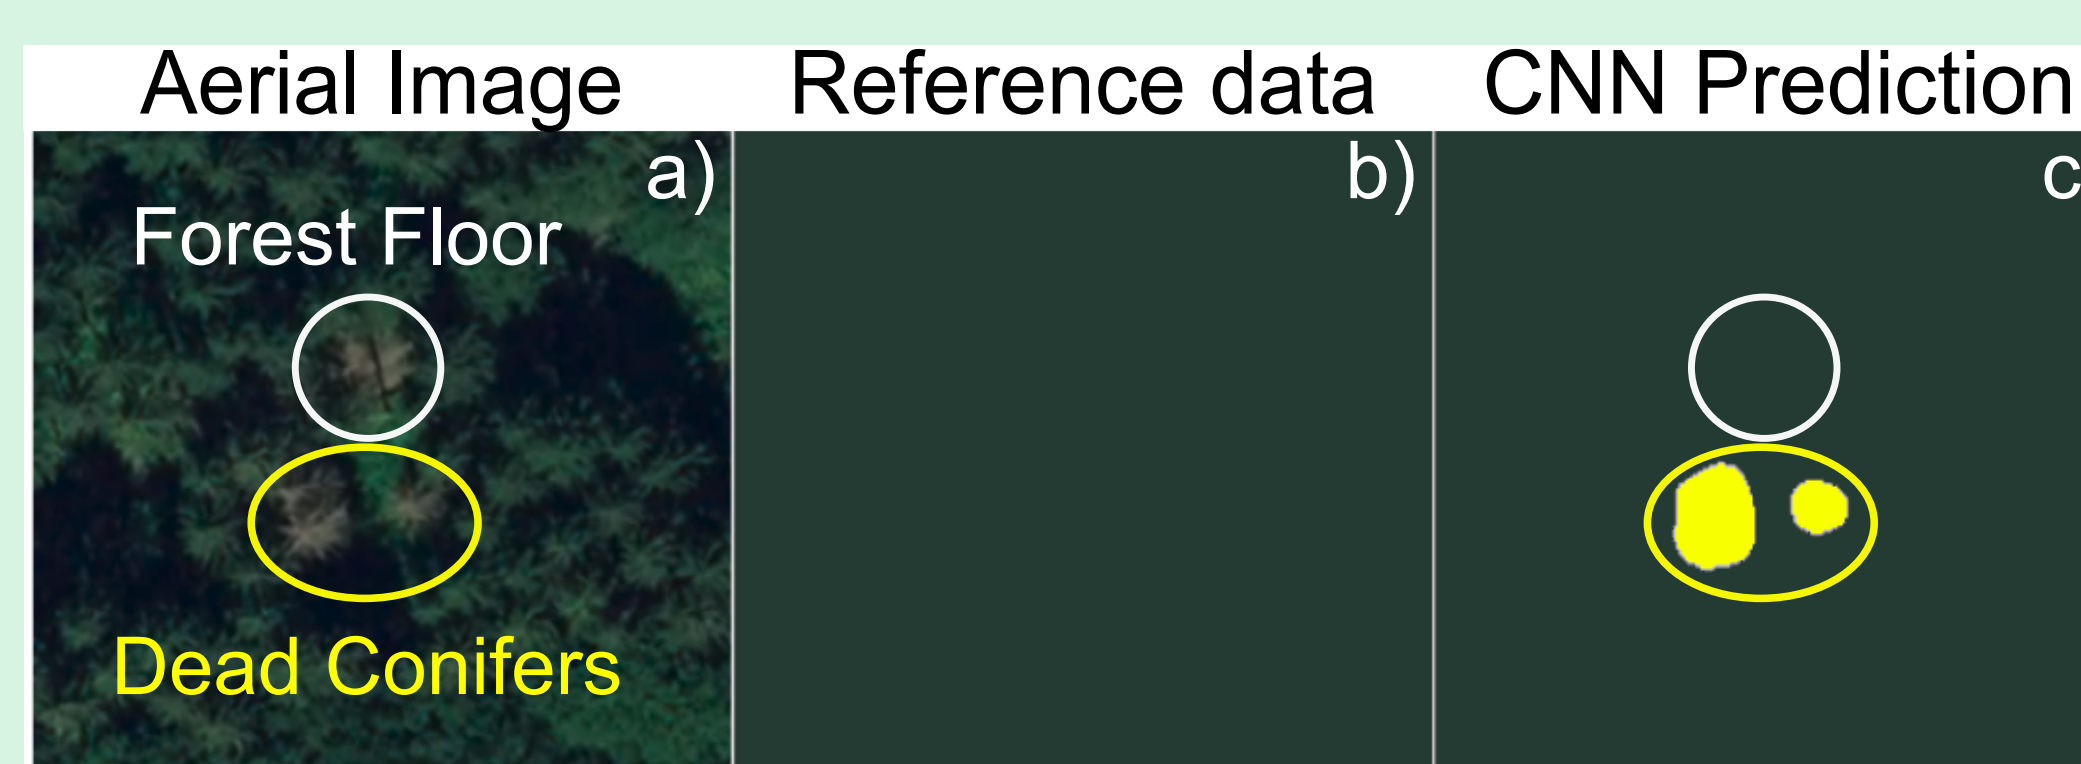 Aerial Image
Reference data
CNN Prediction
a)
b)
c
Forest Floor
Dead Conifers